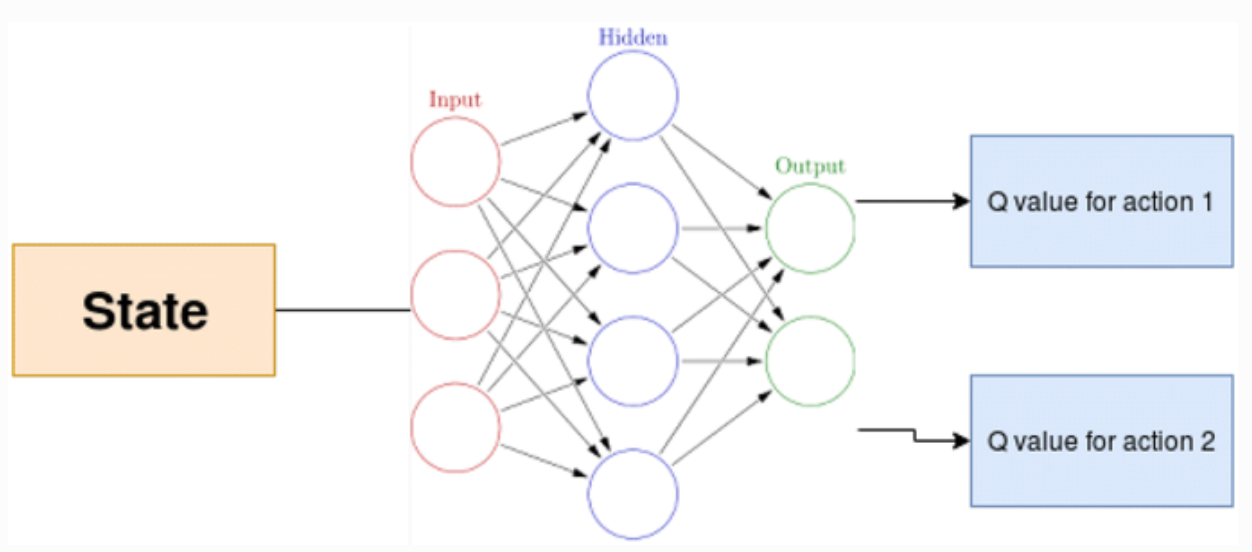 Hidden
Input
Output
State
Q value for action 1
Q value for action 2